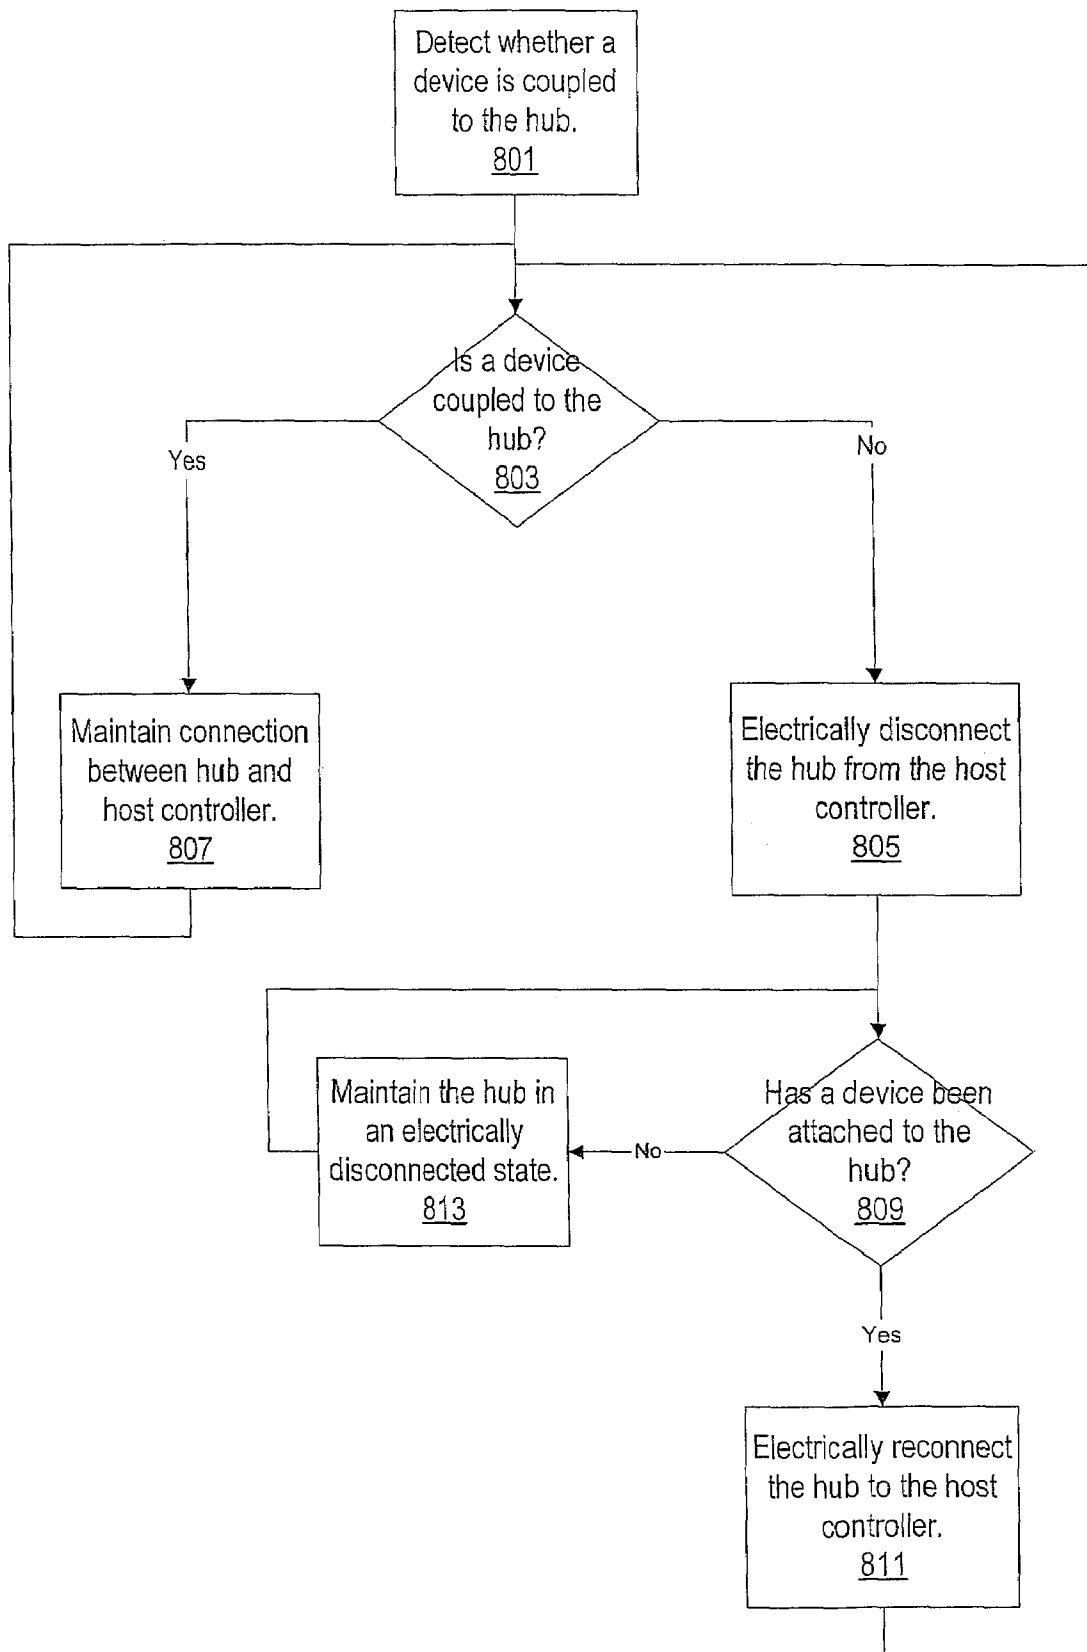 Detect whether a
device is coupled
to the hub.
801
Is a device
coupled to the
hub?
803
Yes
No
Maintain connection
between hub and
host controller.
807
Electrically disconnect
the hub from the host
controller.
805
Has a device been
attached to the
hub?
809
No
Maintain the hub in
an electrically
disconnected state.
813
Yes
Electrically reconnect
the hub to the host
controller.
811